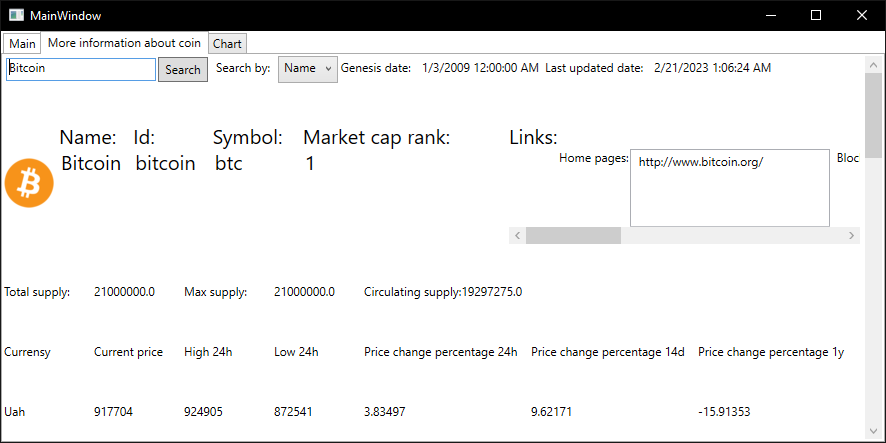 MainWindow
Main More information about coin Chart
Bitcoin Search Search by: Name Genesis date: 1/3/2009 12:00:00 AM Last updated date: 2/21/2023 1:06:24 AM
Name: Id: Symbol: Market cap rank: Links:
Bitcoin bitcoin btc 1
Home pages: http://www.bitcoin.org/ Bloc
Total supply: 21000000.0 Max supply: 21000000.0 Circulating supply:19297275.0
Currensy Current price High 24h Low 24h Price change percentage 24h Price change percentage 14d Price change percentage 1y
Uah 917704 924905 872541 3.83497 9.62171 -15.91353